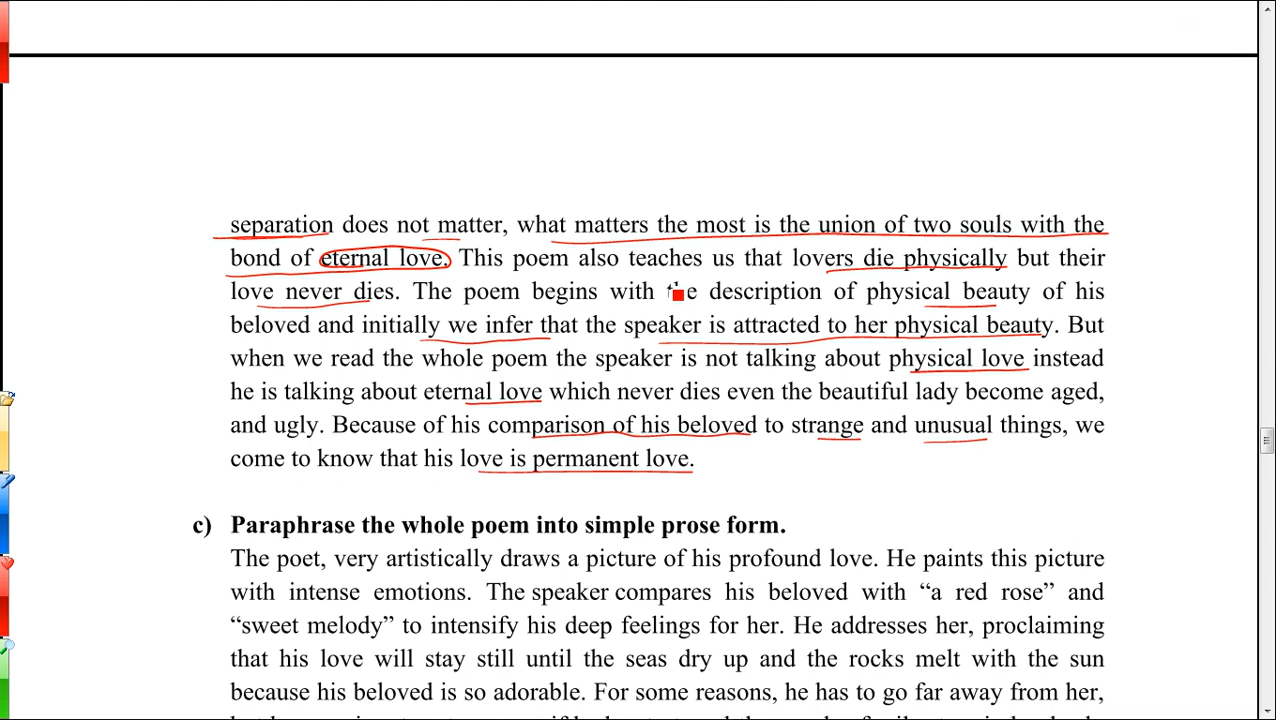 separation does not matter, what matters the most is the union of two souls with the
bond of eternal love. This poem also teaches us that lovers die physically but their
love never dies. The poem begins with the description of physical beauty of his
beloved and initially we infer that the speaker is attracted to her physical beauty. But
when we read the whole poem the speaker is not talking about physical love instead
he is talking about eternal love which never dies even the beautiful lady become aged,
and ugly. Because of his comparison of his beloved to strange and unusual things, we
come to know that his love is permanent love.
c) Paraphrase the whole poem into simple prose form.
The poet, very artistically draws a picture of his profound love. He paints this picture
with intense emotions. The speaker compares his beloved with “a red rose” and
“sweet melody” to intensify his deep feelings for her. He addresses her, proclaiming
that his love will stay still until the seas dry up and the rocks melt with the sun
because his beloved is so adorable. For some reasons, he has to go far away from her,